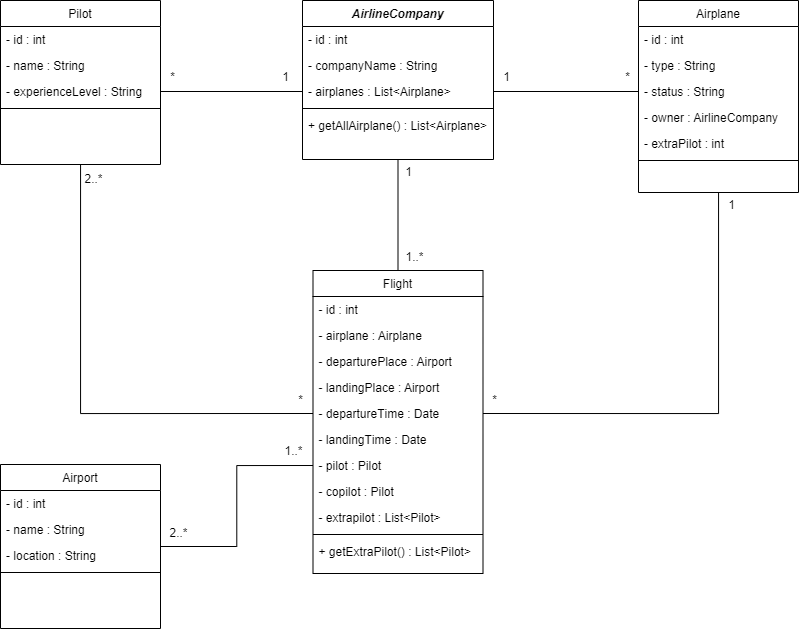 Pilot
- id : int
- name : String
- experienceLevel : String
*
1
AirlineCompany
- id : int
- companyName : String
- airplanes : List<Airplane>
+ getAllAirplane() : List<Airplane>
1
*
Airplane
- id : int
- type : String
- status : String
- owner : AirlineCompany
- extraPilot : int
2..*
1
1
1..*
Flight
- id : int
- airplane : Airplane
- departurePlace : Airport
- landingPlace : Airport
- departureTime : Date
- landingTime : Date
- pilot : Pilot
- copilot : Pilot
- extrapilot : List<Pilot>
+ getExtraPilot() : List<Pilot>
*
*
1..*
2..*
Airport
- id : int
- name : String
- location : String